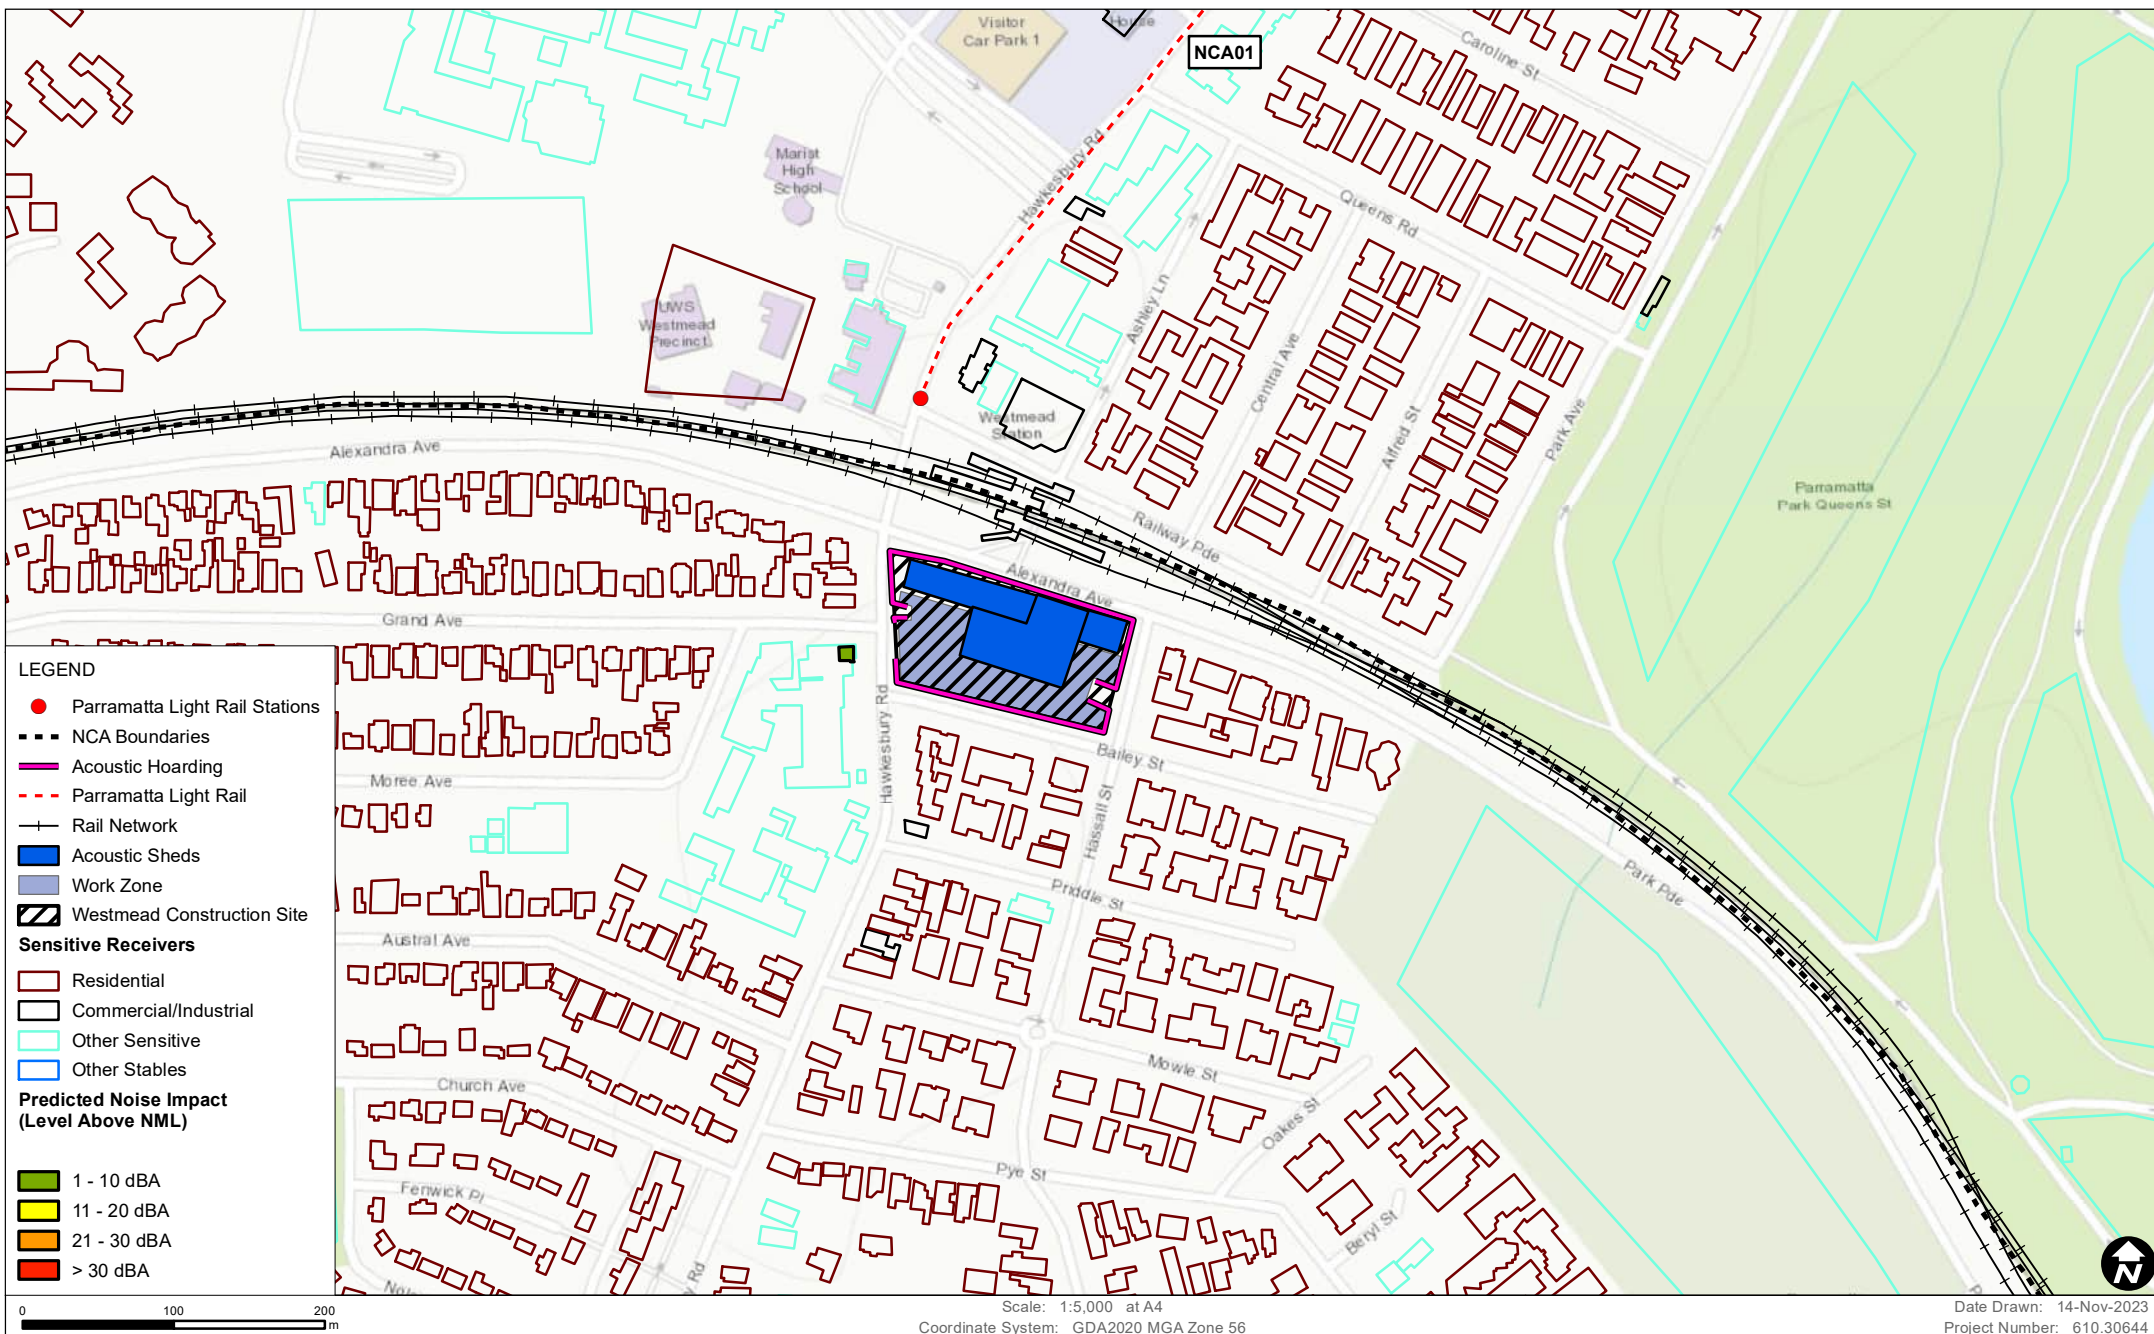 Visitor
Car Park 1
House
NCA01
Caroline St
Marist
High
School
Hawkesbury Rd
Queens Rd
UWS
Westmead
Precinct
Ashley Ln
Central Ave
Alfred St
Park Ave
Westmead
Station
Alexandra Ave
Railway Pde
Parramatta
Park Queens St
Alexandra Ave
Grand Ave
Hawkesbury Rd
Bailey St
Moree Ave
Hassall St
Priddle St
Park Pde
Austral Ave
Mowle St
Church Ave
Oakes St
Pye St
Fenwick Pl
Beryl St
Rd
LEGEND
Parramatta Light Rail Stations
NCA Boundaries
Acoustic Hoarding
Parramatta Light Rail
Rail Network
Acoustic Sheds
Work Zone
Westmead Construction Site
Sensitive Receivers
Residential
Commercial/Industrial
Other Sensitive
Other Stables
Predicted Noise Impact
(Level Above NML)
1 - 10 dBA
11 - 20 dBA
21 - 30 dBA
> 30 dBA
N
0 100 200
m
Scale: 1:5,000 at A4
Coordinate System: GDA2020 MGA Zone 56
Date Drawn: 14-Nov-2023
Project Number: 610.30644